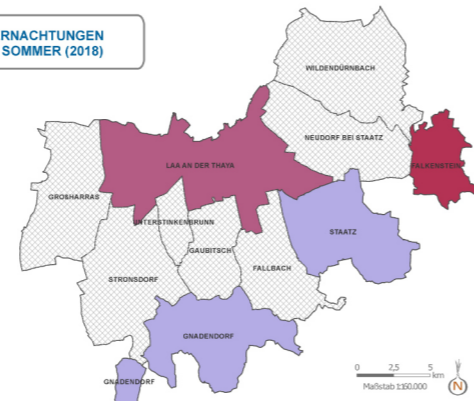 RNACHTUNGEN
SOMMER (2018)
WILDENDÜRNBACH
NEUDORF BEI STAATZ
FALKENSTEIN
LAA AN DER THAYA
GROßHARRAS
UNTERSTINKENBRUNN
STAATZ
GAUBITSCH
FALLBACH
STRONSDORF
GNADENDORF
GNADENDORF
0 2,5 5
km
Maßstab 1:160.000
N